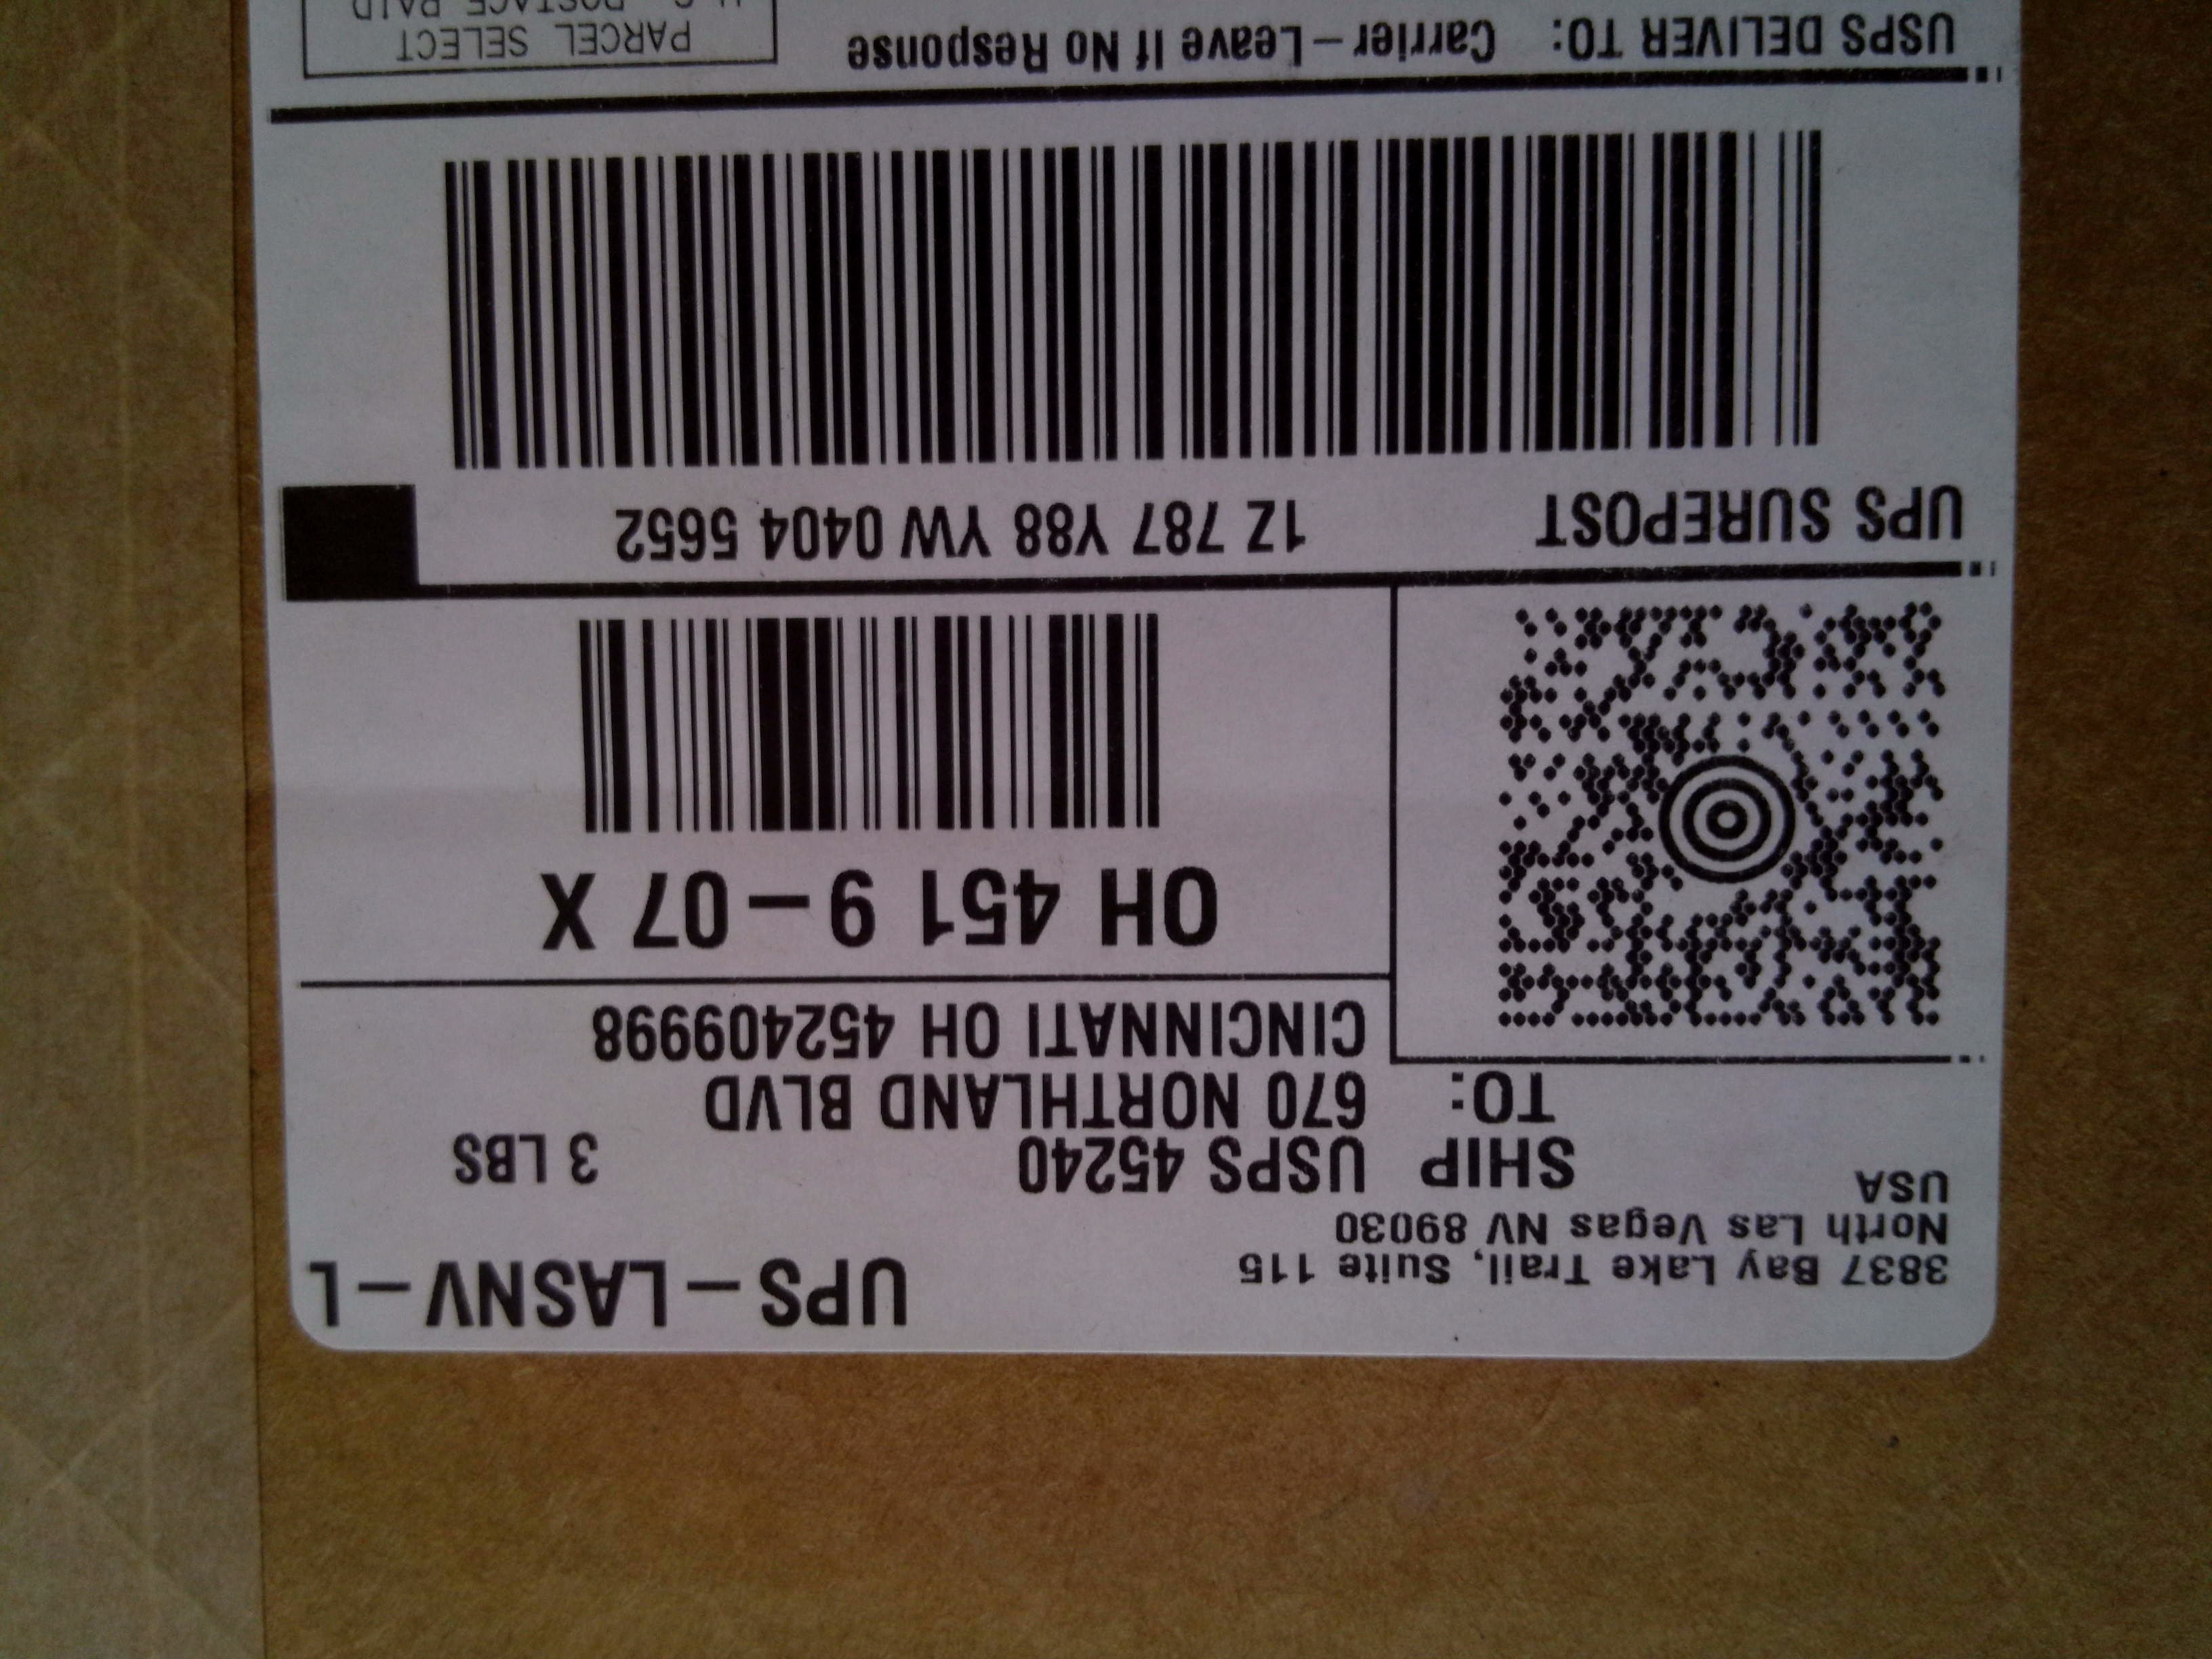 UPS-LASNV-L
3837 Bay Lake Trail, Suite 115
North Las Vegas NV 89030
USA
3 LBS
SHIP TO:
USPS 45240
670 NORTHLAND BLVD
CINCINNATI OH 452409998
OH 451 9-07 X
UPS SUREPOST
1Z 787 Y88 YW 0404 5652
USPS DELIVER TO: Carrier-Leave If No Response
PARCEL SELECT
U.S. POSTAGE PAID